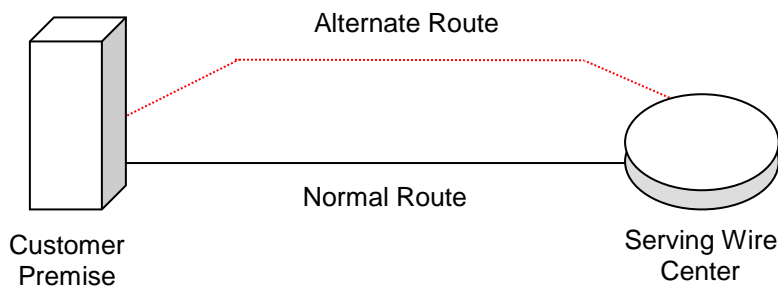 Alternate Route
Normal Route
Customer
Premise
Serving Wire
Center